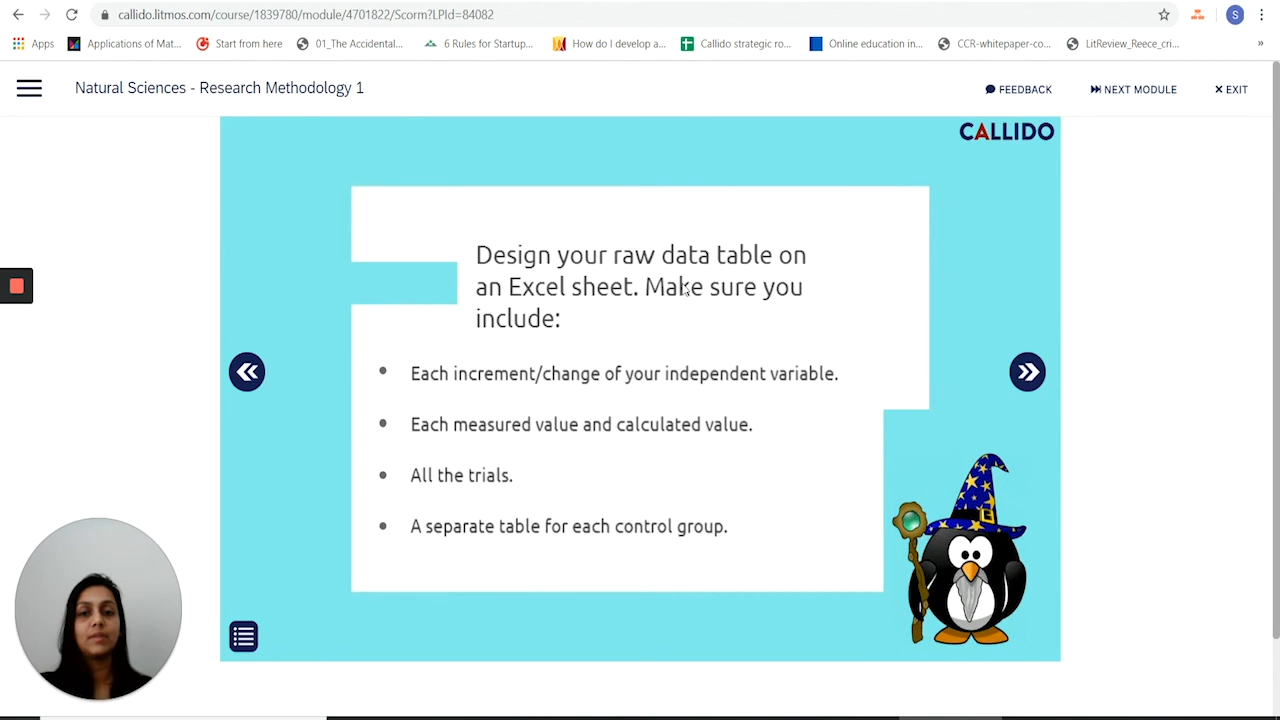 callido.litmos.com/course/1839780/module/4701822/Scorm?LPId=84082
S
Apps
Applications of Mat...
Start from here
01_The Accidental...
6 Rules for Startup...
How do I develop a...
Callido strategic ro...
Online education in...
CCR-whitepaper-co...
LitReview_Reece_cri...
»
Natural Sciences - Research Methodology 1
FEEDBACK
NEXT MODULE
EXIT
CALLIDO
Design your raw data table on
an Excel sheet. Make sure you
include:
• Each increment/change of your independent variable.
• Each measured value and calculated value.
• All the trials.
• A separate table for each control group.